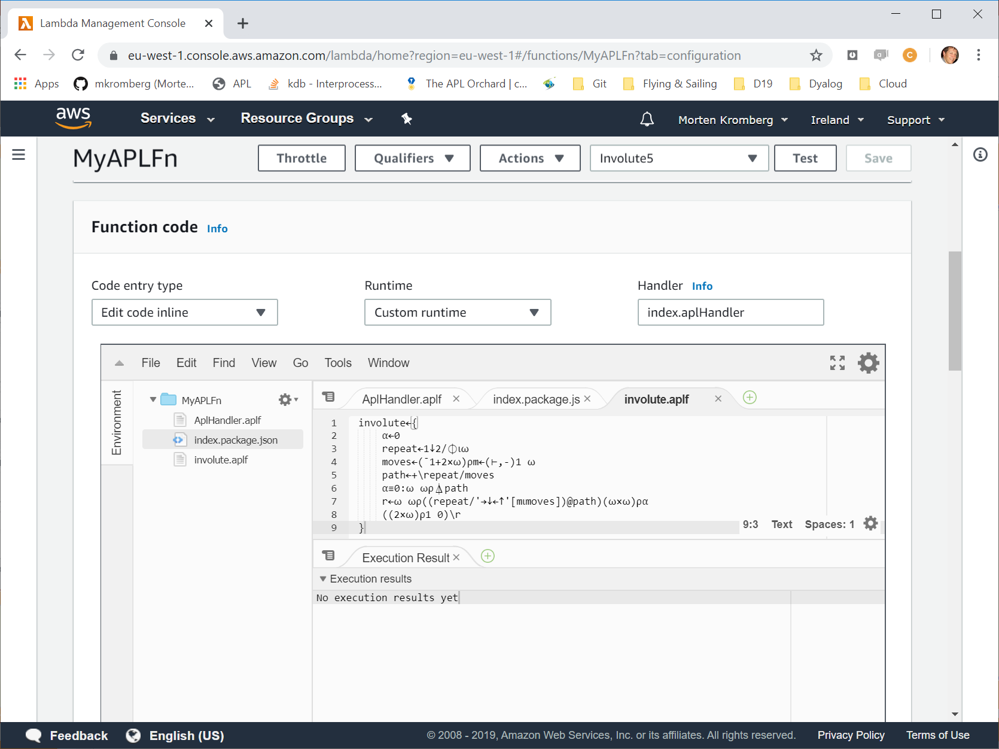 Lambda Management Console
eu-west-1.console.aws.amazon.com/lambda/home?region=eu-west-1#/functions/MyAPLFn?tab=configuration
Apps mkromberg (Morte... APL kdb - Interprocess... The APL Orchard | c... Git Flying & Sailing D19 Dyalog Cloud
aws Services Resource Groups Morten Kromberg Ireland Support
MyAPLFn Throttle Qualifiers Actions Involute5 Test Save
Function code Info
Code entry type Runtime Handler Info
Edit code inline Custom runtime index.aplHandler
File Edit Find View Go Tools Window
Environment
MyAPLFn
AplHandler.aplf
index.package.json
involute.aplf
AplHandler.aplf index.package.js involute.aplf
1 involute←{
2 ⍺←0
3 repeat←1↓2/⌽⍳⍵
4 moves←(¯1+2×⍵)⍴m←(⊢,-)1 ⍵
5 path←+\repeat/moves
6 ⍺≡0:⍵ ⍵⍴⍋path
7 r←⍵ ⍵⍴((repeat/'→↓←↑'[m⍳moves])@path)(⍵×⍵)⍴⍺
8 ((2×⍵)⍴1 0)\r
9 }
9:3 Text Spaces: 1
Execution Result
Execution results
No execution results yet
Feedback English (US) © 2008 - 2019, Amazon Web Services, Inc. or its affiliates. All rights reserved. Privacy Policy Terms of Use